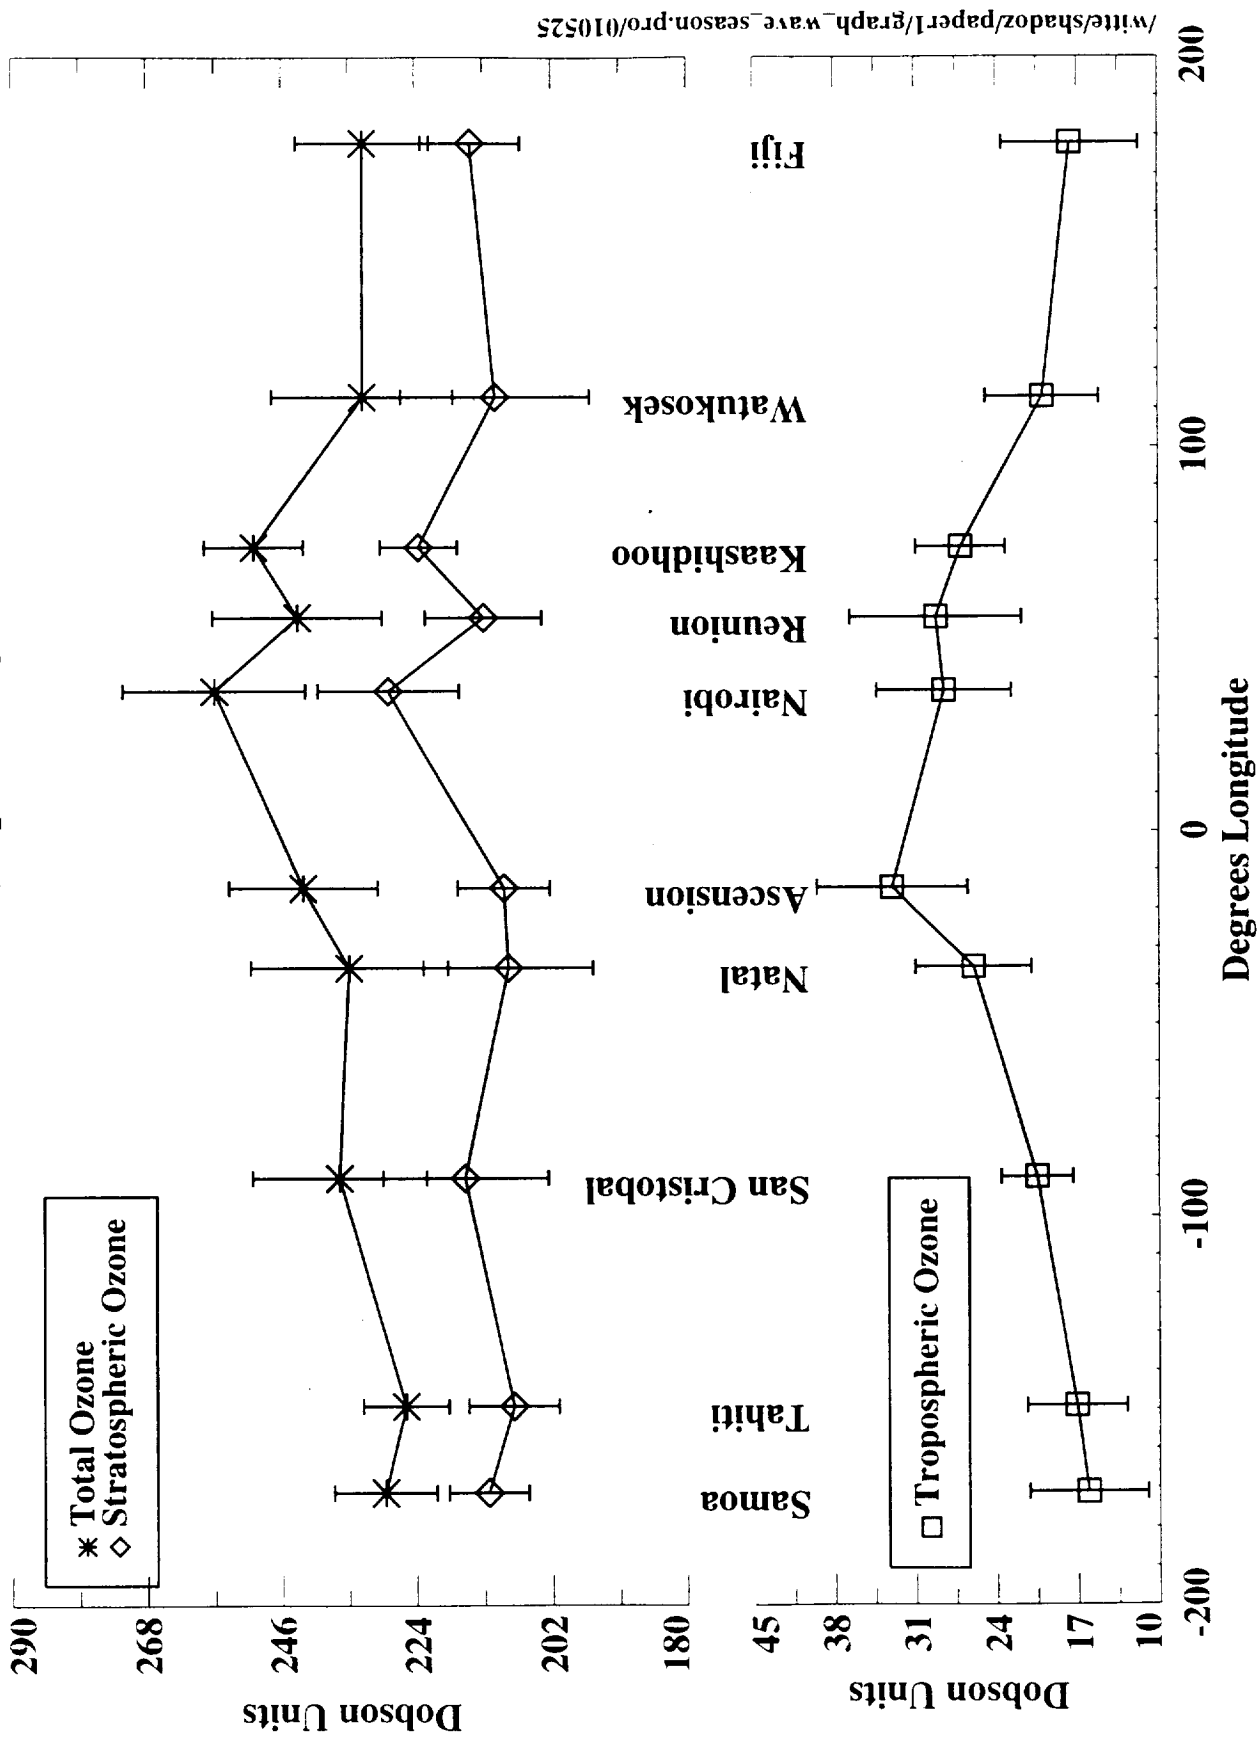 290
268
246
224
202
180
Dobson Units
✳ Total Ozone
◇ Stratospheric Ozone
Samoa
Tahiti
San Cristobal
Natal
Ascension
Nairobi
Reunion
Kaashidhoo
Watukosek
Fiji
45
38
31
24
17
10
Dobson Units
□ Tropospheric Ozone
-200
-100
0
100
200
Degrees Longitude
/witte/shadoz/paper1/graph_wave_season.pro/010525